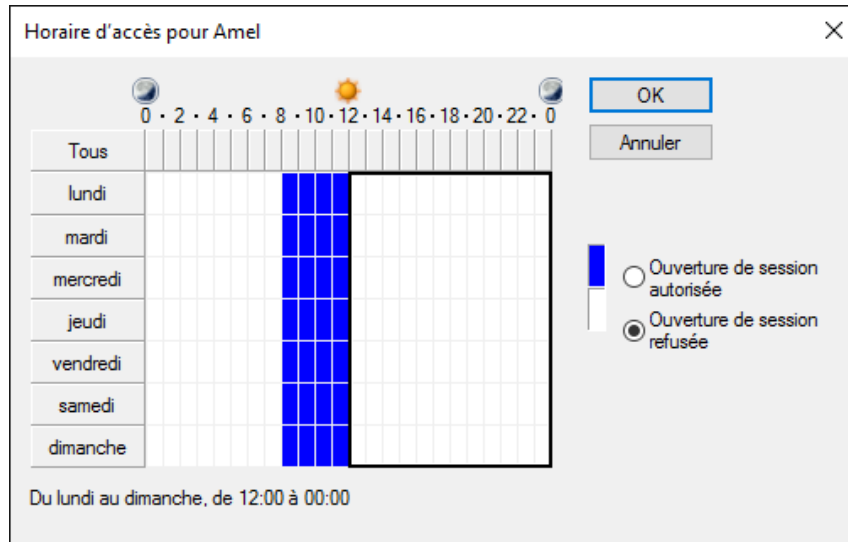 Horaire d'accès pour Amel
0 · 2 · 4 · 6 · 8 · 10 · 12 · 14 · 16 · 18 · 20 · 22 · 0
OK
Annuler
Tous
lundi
mardi
mercredi
jeudi
vendredi
samedi
dimanche
Ouverture de session
autorisée
Ouverture de session
refusée
Du lundi au dimanche, de 12:00 à 00:00